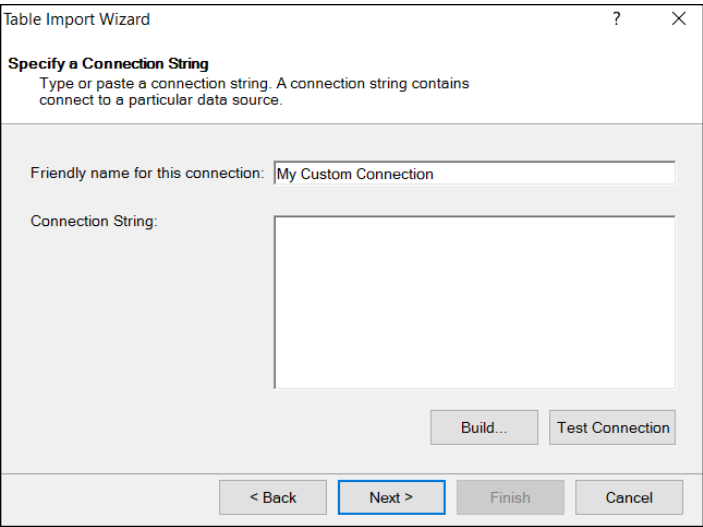 Table Import Wizard
?
Specify a Connection String
Type or paste a connection string. A connection string contains
connect to a particular data source.
Friendly name for this connection: My Custom Connection
Connection String:
Build...
Test Connection
< Back
Next >
Finish
Cancel